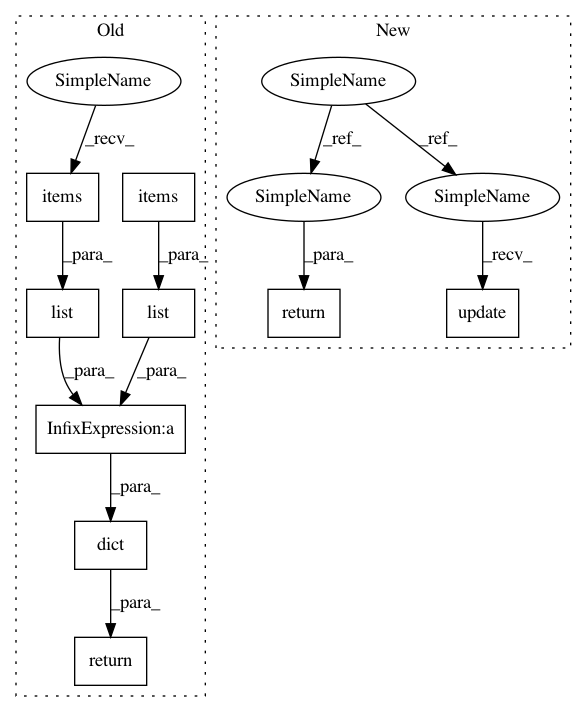 Old
New
SimpleName
SimpleName
_recv_
_ref_
_ref_
items
items
SimpleName
SimpleName
_para_
_para_
_para_
_recv_
list
list
return
update
_para_
_para_
InfixExpression:a
_para_
dict
_para_
return